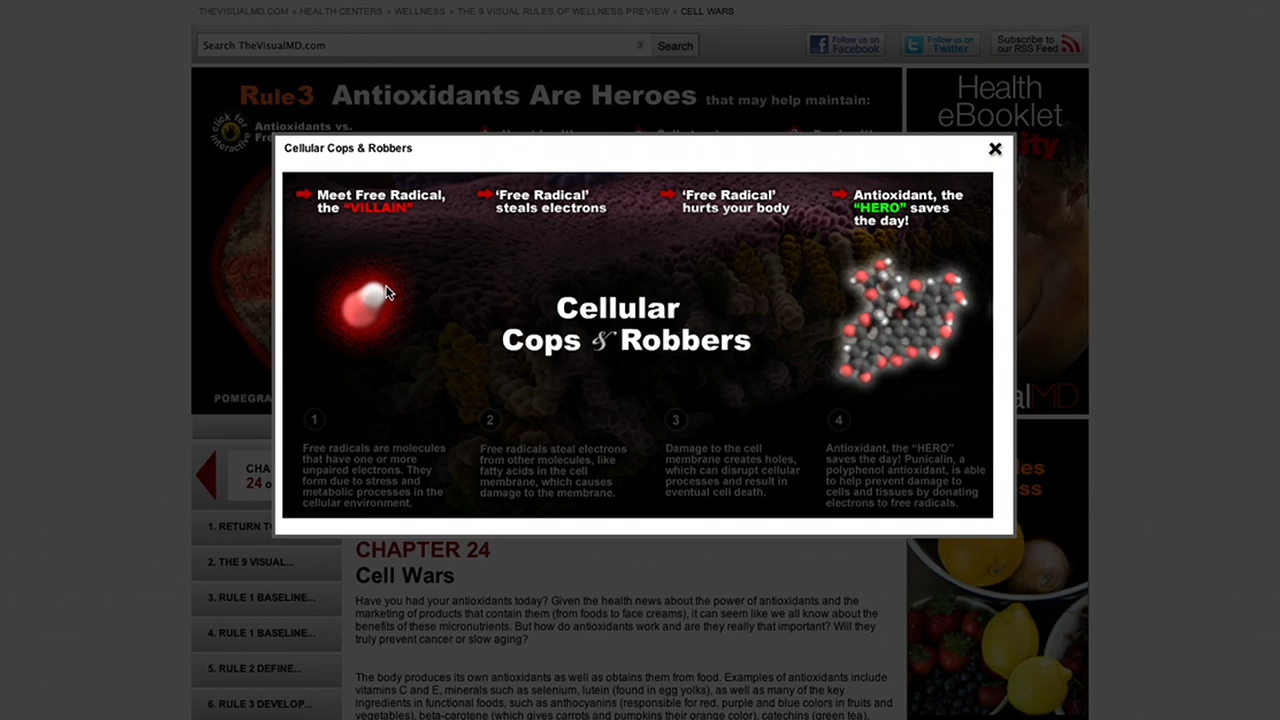 THEVISUALMD.COM » HEALTH CENTERS » WELLNESS » THE 9 VISUAL RULES OF WELLNESS PREVIEW » CELL WARS
Search TheVisualMD.com
X
Search
Follow us on
Facebook
Follow us on
Twitter
Subscribe to
our RSS Feed
Rule3 Antioxidants Are Heroes that may help maintain:
click for
interactive
Antioxidants vs.
Health
eBooklet
Cellular Cops & Robbers
Meet Free Radical,
the “VILLAIN”
‘Free Radical’
steals electrons
‘Free Radical’
hurts your body
Antioxidant, the
“HERO” saves
the day!
Cellular
Cops & Robbers
1
Free radicals are molecules
that have one or more
unpaired electrons. They
form due to stress and
metabolic processes in the
cellular environment.
2
Free radicals steal electrons
from other molecules, like
fatty acids in the cell
membrane, which causes
damage to the membrane.
3
Damage to the cell
membrane creates holes,
which can disrupt cellular
processes and result in
eventual cell death.
4
Antioxidant, the “HERO”
saves the day! Punicalin, a
polyphenol antioxidant, is able
to help prevent damage to
cells and tissues by donating
electrons to free radicals.
POMEGRA
alMD
CHA
24 o
1. RETURN T
2. THE 9 VISUAL...
3. RULE 1 BASELINE...
4. RULE 1 BASELINE...
5. RULE 2 DEFINE...
6. RULE 3 DEVELOP...
CHAPTER 24
Cell Wars
Have you had your antioxidants today? Given the health news about the power of antioxidants and the
marketing of products that contain them (from foods to face creams), it can seem like we all know about the
benefits of these micronutrients. But how do antioxidants work and are they really that important? Will they
truly prevent cancer or slow aging?
The body produces its own antioxidants as well as obtains them from food. Examples of antioxidants include
vitamins C and E, minerals such as selenium, lutein (found in egg yolks), as well as many of the key
ingredients in functional foods, such as anthocyanins (responsible for red, purple and blue colors in fruits and
vegetables), beta-carotene (which gives carrots and pumpkins their orange color), catechins (green tea),